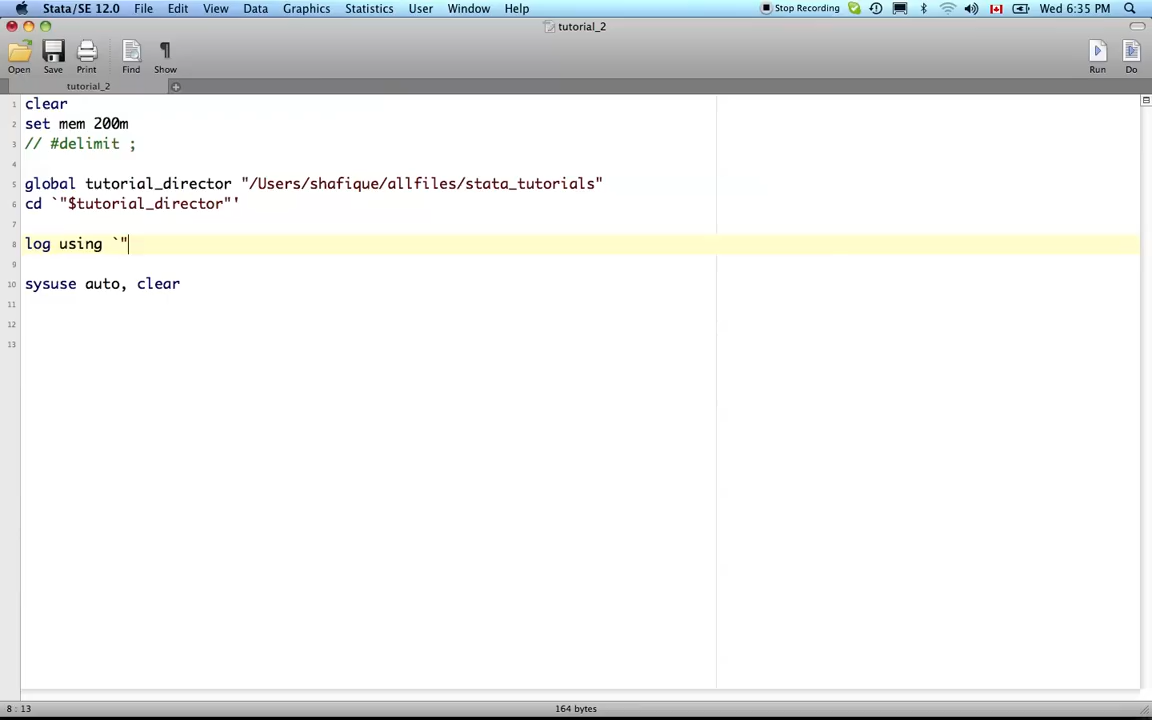 Stata/SE 12.0 File Edit View Data Graphics Statistics User Window Help Stop Recording Wed 6:35 PM
tutorial_2
Open Save Print Find Show Run Do
tutorial_2
1 clear
2 set mem 200m
3 // #delimit ;
4
5 global tutorial_director "/Users/shafique/allfiles/stata_tutorials"
6 cd `"$tutorial_director"'
7
8 log using `"
9
10 sysuse auto, clear
11
12
13
8 : 13 164 bytes